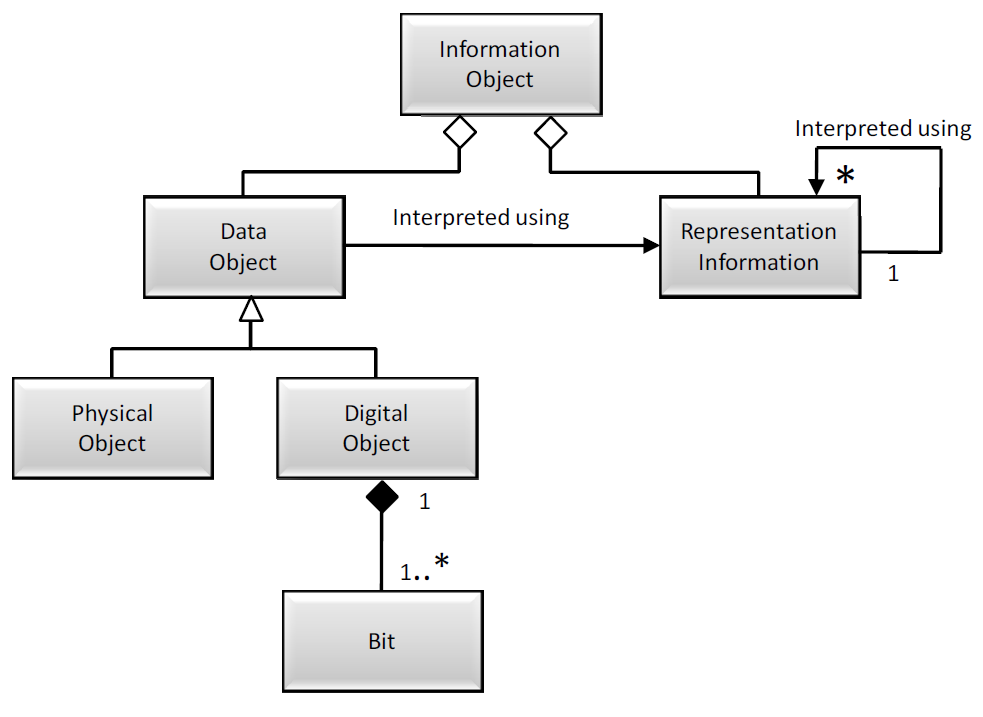 Information
Object
Interpreted using
*
Data
Object
Interpreted using
Representation
Information
1
Physical
Object
Digital
Object
1
1..*
Bit